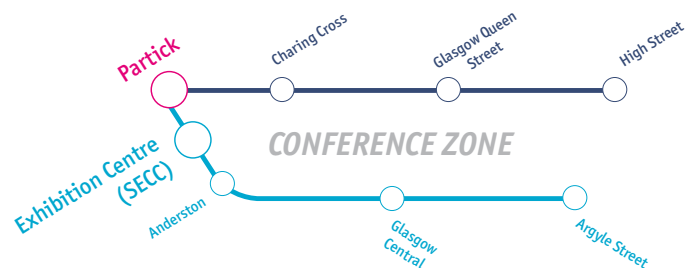 Partick
Charing Cross
Glasgow Queen
Street
High Street
CONFERENCE ZONE
Exhibition Centre
(SECC)
Anderston
Glasgow
Central
Argyle Street